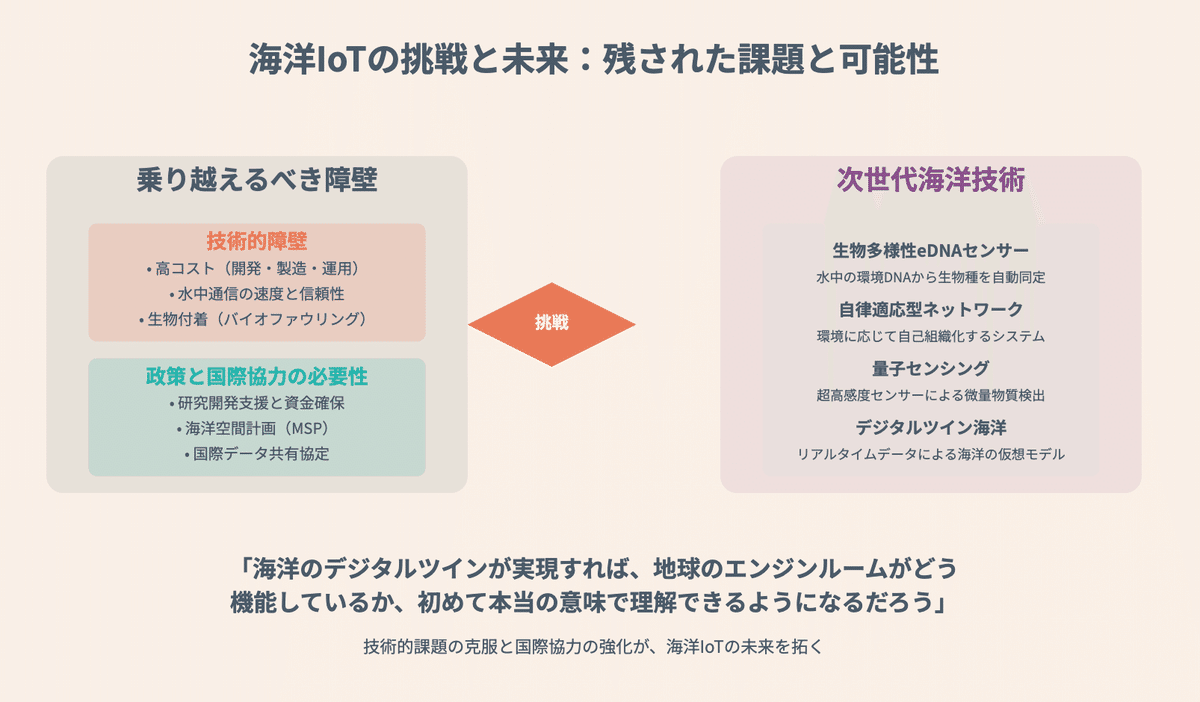 海洋IoTの挑戦と未来：残された課題と可能性
乗り越えるべき障壁
技術的障壁
• 高コスト（開発・製造・運用）
• 水中通信の速度と信頼性
• 生物付着（バイオファウリング）
政策と国際協力の必要性
• 研究開発支援と資金確保
• 海洋空間計画（MSP）
• 国際データ共有協定
挑戦
次世代海洋技術
生物多様性eDNAセンサー
水中の環境DNAから生物種を自動同定
自律適応型ネットワーク
環境に応じて自己組織化するシステム
量子センシング
超高感度センサーによる微量物質検出
デジタルツイン海洋
リアルタイムデータによる海洋の仮想モデル
「海洋のデジタルツインが実現すれば、地球のエンジンルームがどう
機能しているか、初めて本当の意味で理解できるようになるだろう」
技術的課題の克服と国際協力の強化が、海洋IoTの未来を拓く